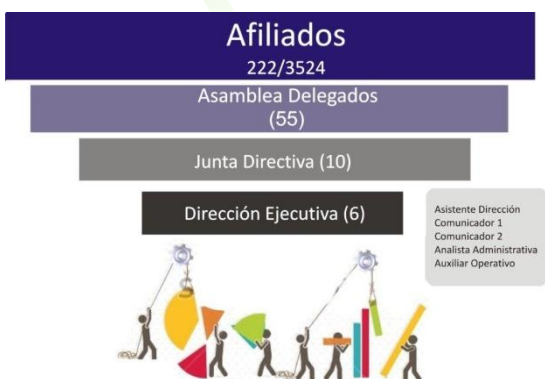 Afiliados
222/3524
Asamblea Delegados
(55)
Junta Directiva (10)
Dirección Ejecutiva (6)
Asistente Dirección
Comunicador 1
Comunicador 2
Analista Administrativa
Auxiliar Operativo